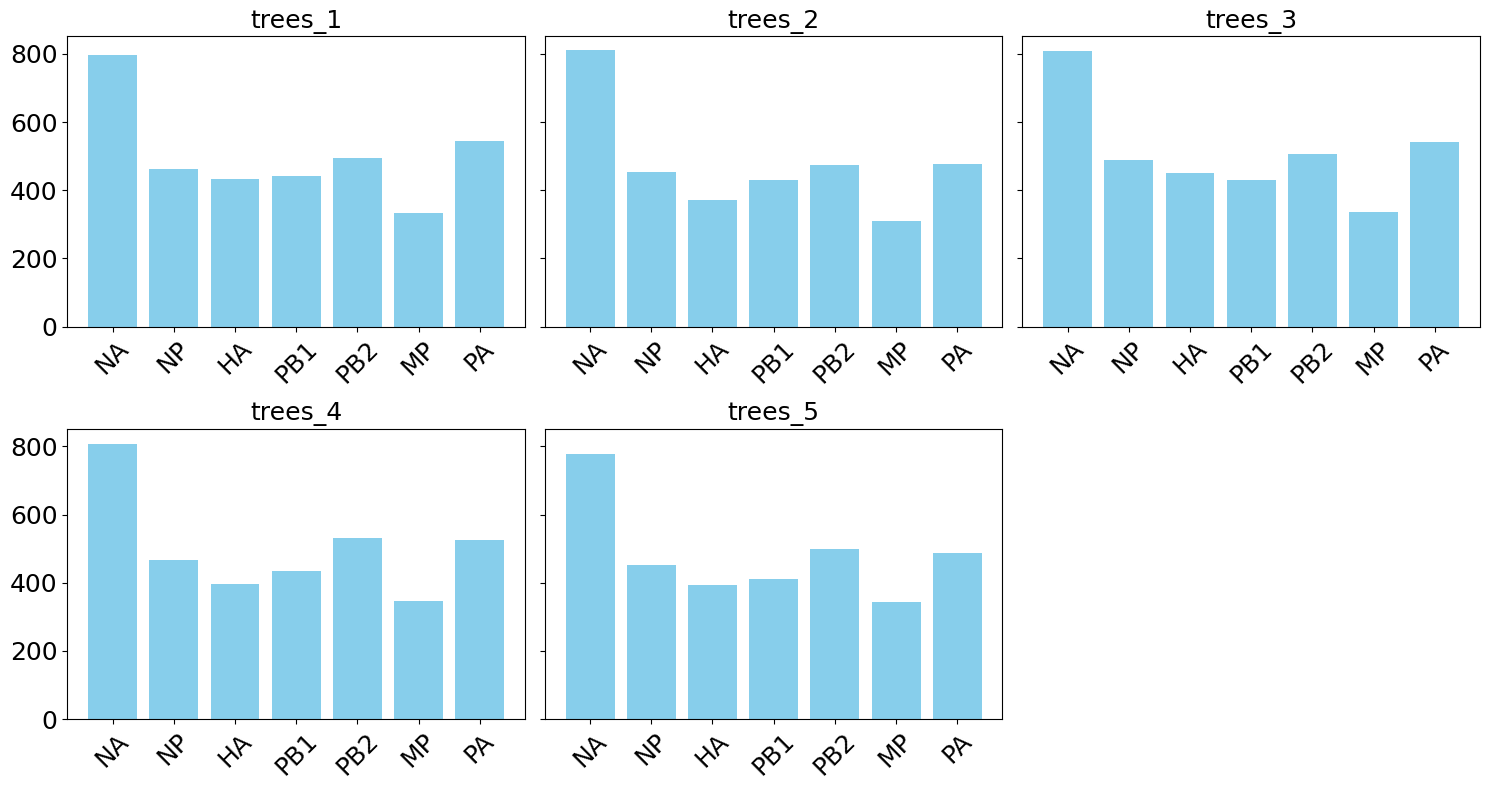 trees_1
trees_2
trees_3
800
600
400
200
0
NA NP HA PB1 PB2 MP PA
NA NP HA PB1 PB2 MP PA
NA NP HA PB1 PB2 MP PA
trees_4
trees_5
800
600
400
200
0
NA NP HA PB1 PB2 MP PA
NA NP HA PB1 PB2 MP PA